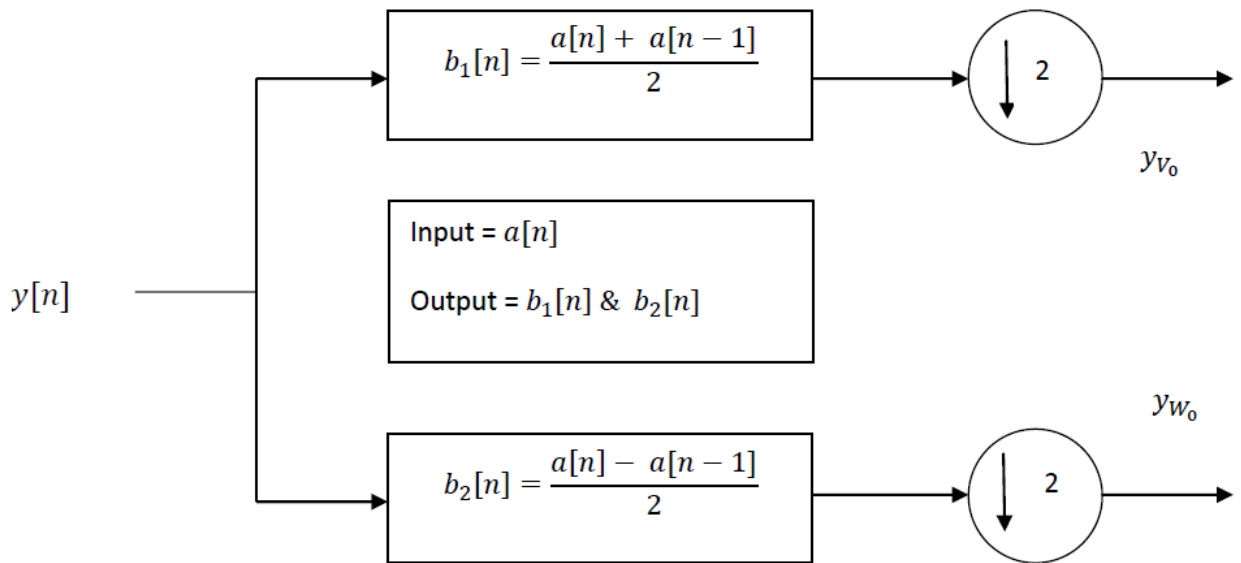 b₁[n] = (a[n] + a[n − 1])/2
↓ 2
y_{V₀}
Input = a[n]
Output = b₁[n] & b₂[n]
y[n]
y_{W₀}
b₂[n] = (a[n] − a[n − 1])/2
↓ 2